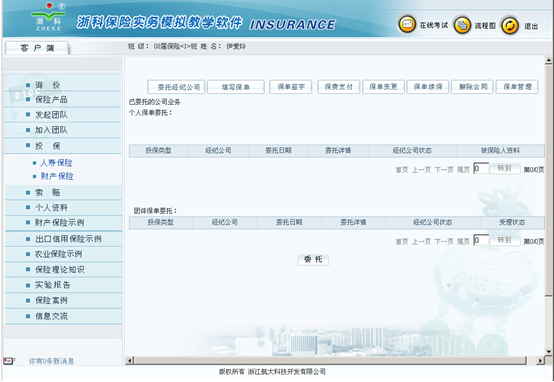 浙科 ZHEKE 浙科保险实务模拟教学软件 INSURANCE 在线考试 流程图 退出
客户端
班 级： 08届保险<1>班 姓 名： 伊莹玲
询 价
保险产品
发起团队
加入团队
投 保
人寿保险
财产保险
索 赔
个人资料
财产保险示例
出口信用保险示例
农业保险示例
保险理论知识
实验报告
保险案例
信息交流
你有0条新消息
委托经纪公司 填写保单 保单签字 保费支付 保单变更 保单续保 解除合同 保单管理
已委托的公司业务
个人保单委托：
投保类型 经纪公司 委托日期 委托详情 经纪公司状态 被保险人资料
首页 上一页 下一页 尾页 0 转到 第0/0页
团体保单委托：
投保类型 经纪公司 委托日期 委托详情 经纪公司状态 受理状态
首页 上一页 下一页 尾页 0 转到 第0/0页
委 托
版权所有 浙江航大科技开发有限公司